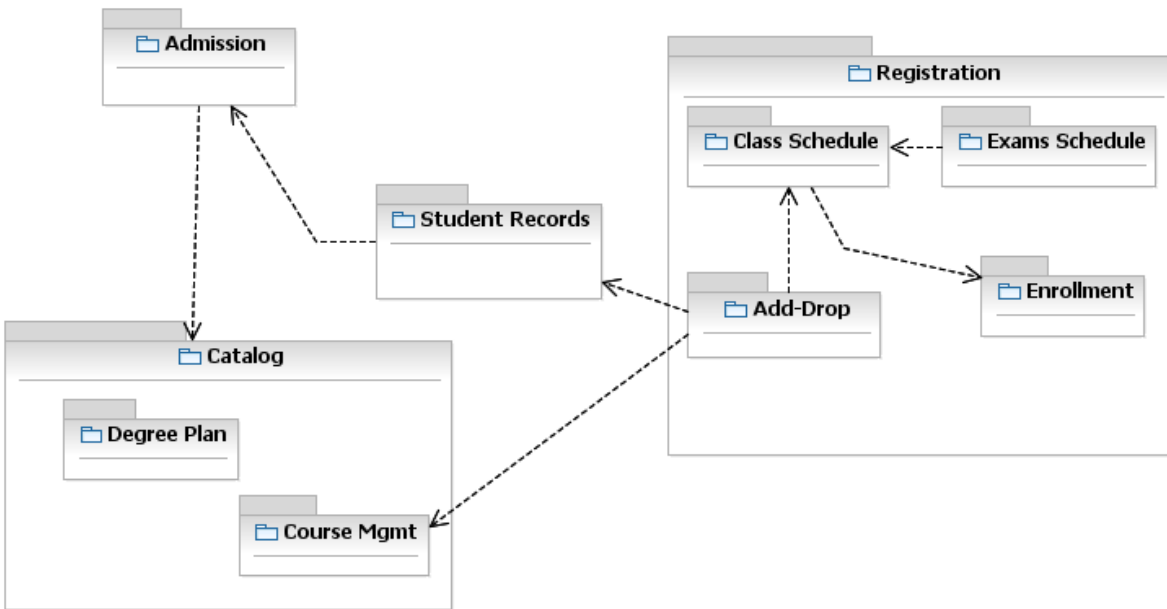 Admission
Registration
Class Schedule
Exams Schedule
Student Records
Enrollment
Add-Drop
Catalog
Degree Plan
Course Mgmt